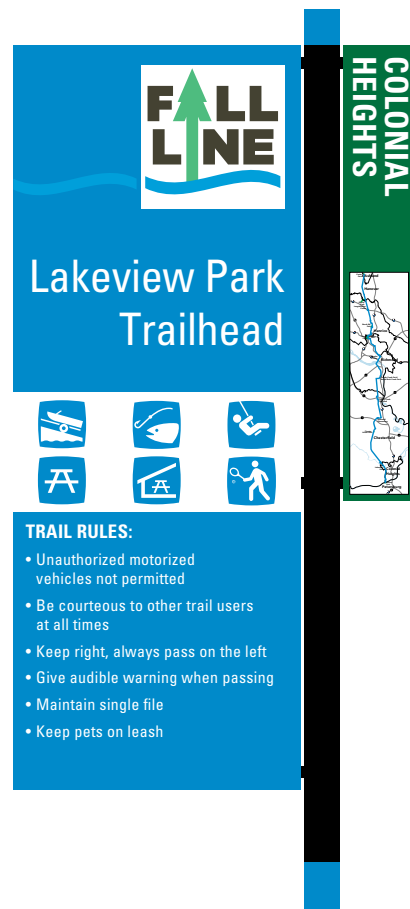 FALL
LINE
Lakeview Park
Trailhead
TRAIL RULES:
• Unauthorized motorized
vehicles not permitted
• Be courteous to other trail users
at all times
• Keep right, always pass on the left
• Give audible warning when passing
• Maintain single file
• Keep pets on leash
COLONIAL
HEIGHTS
Chesterfield